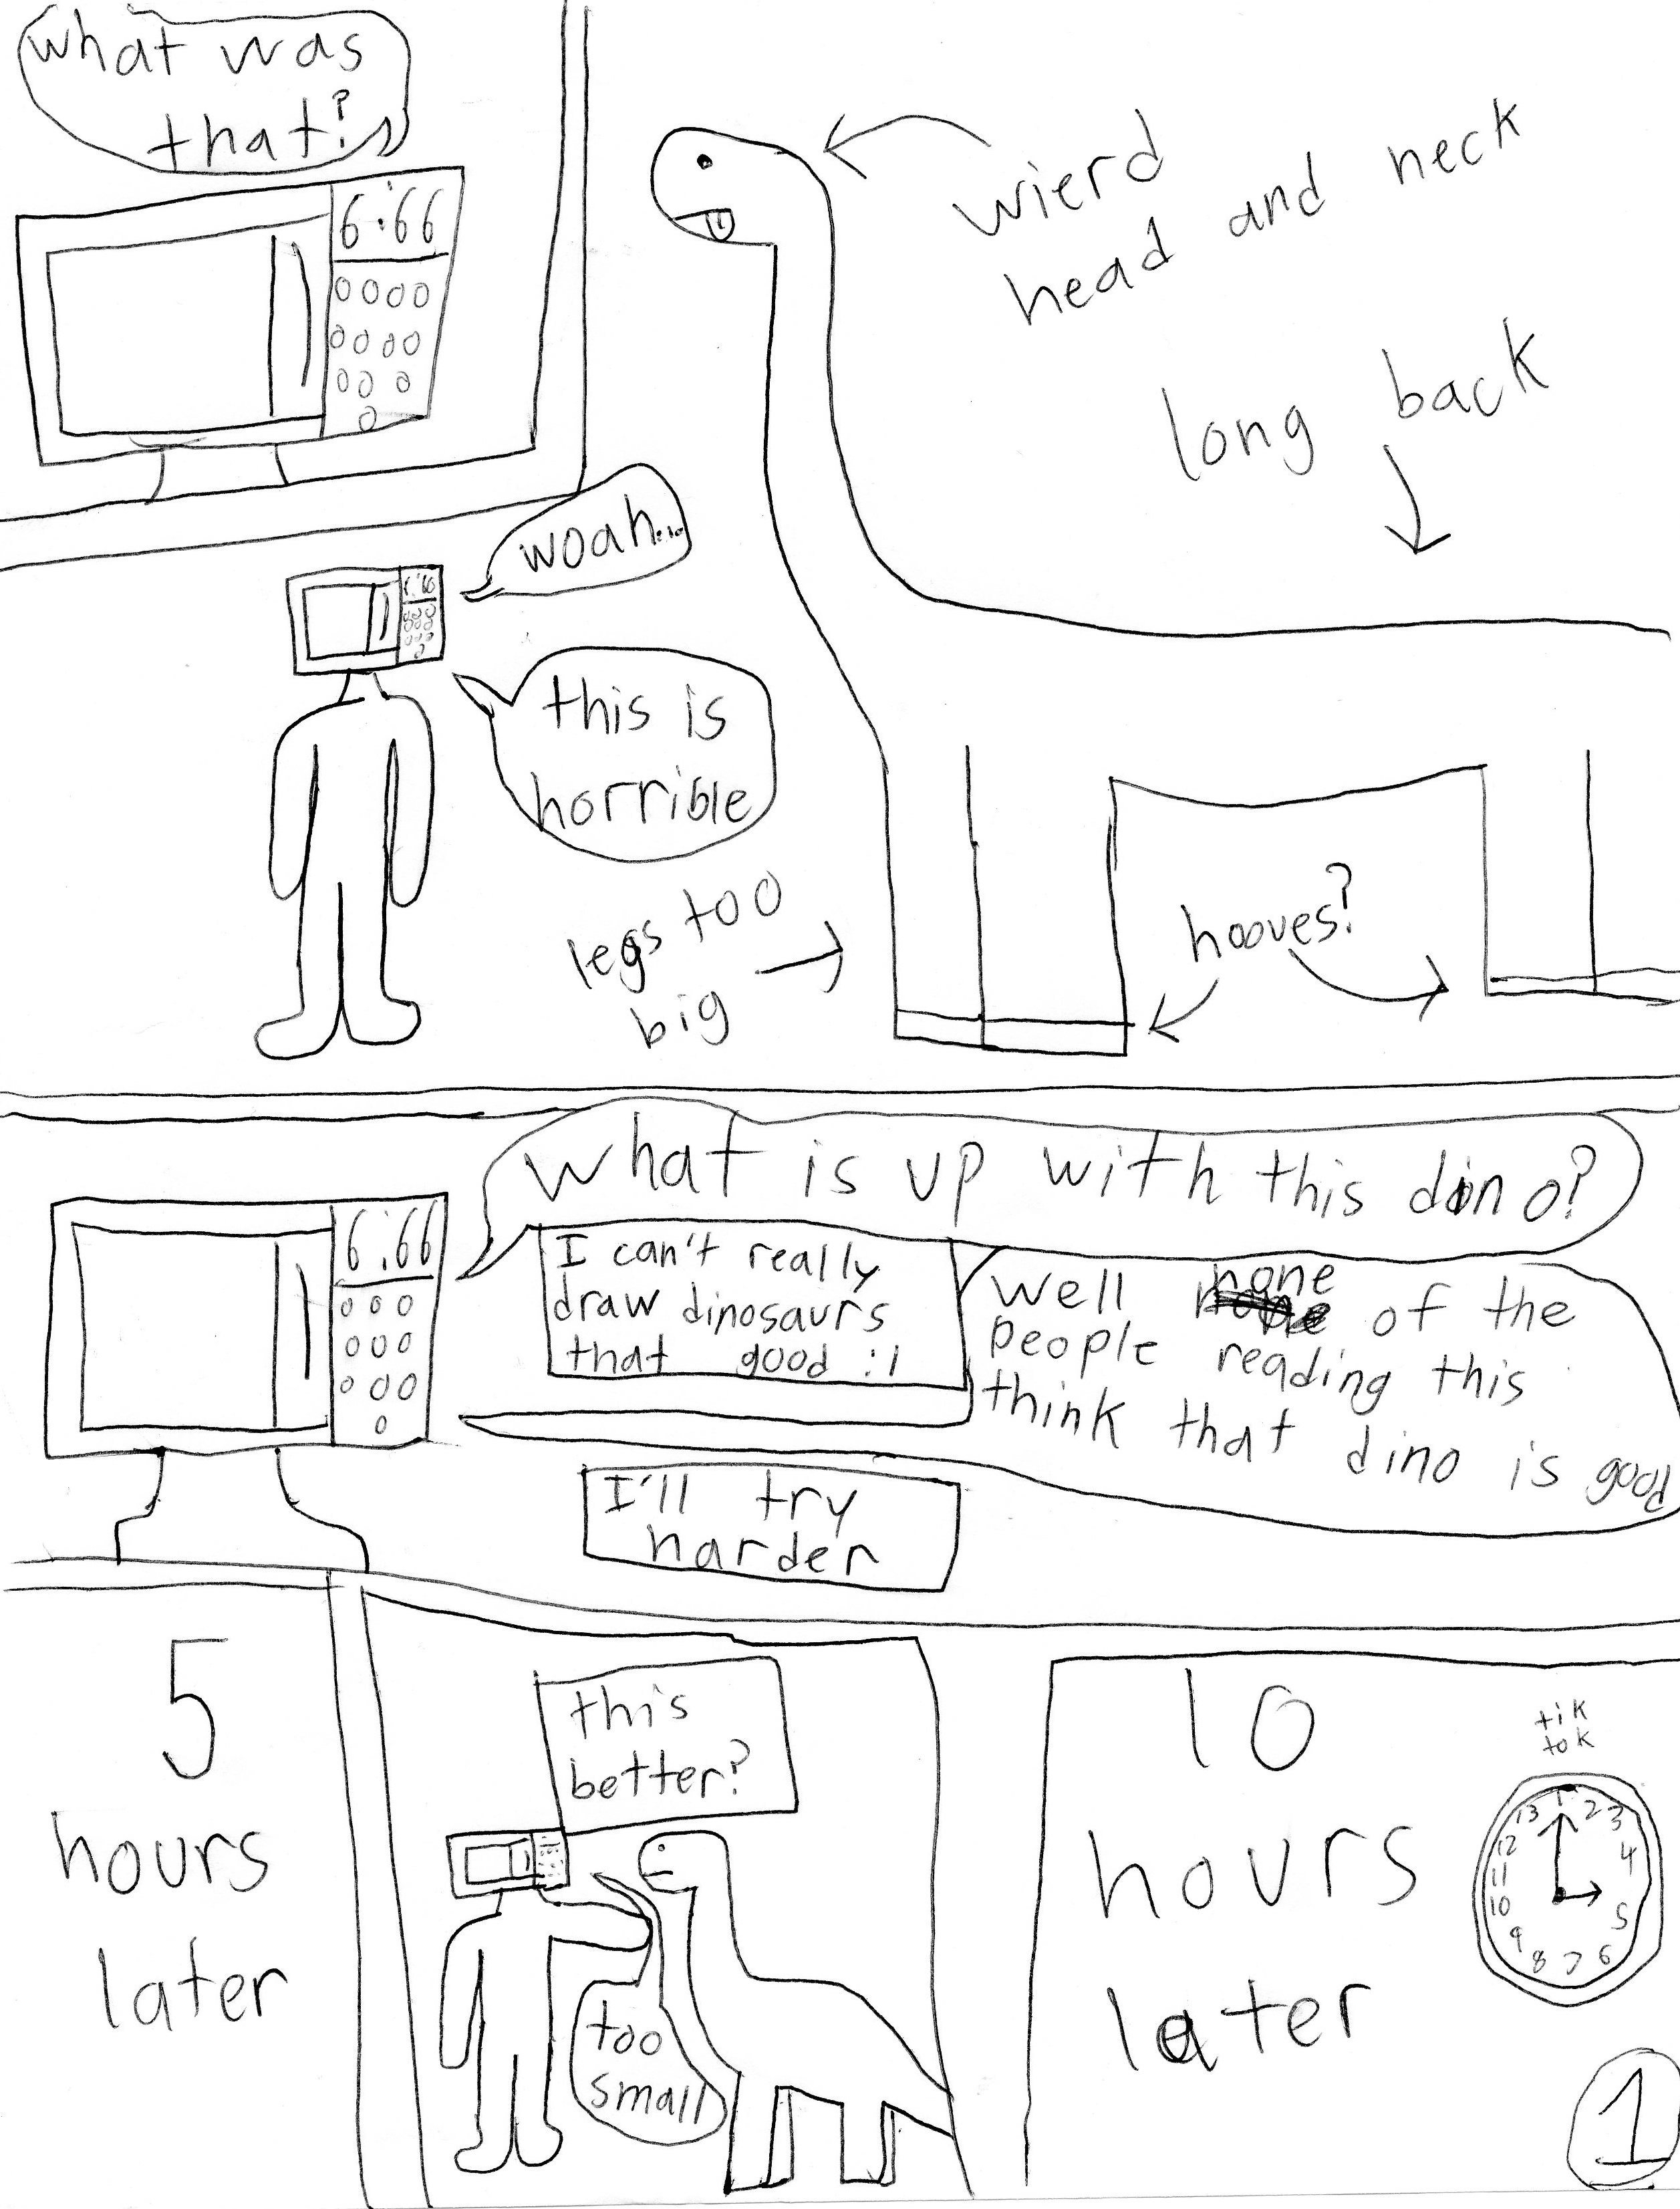 what was
that?
6:66
wierd
head and neck
long back
woah...
this is
horrible
legs too
big
hooves?
What is up with this dino?
6:66
I can't really
draw dinosaurs
that good :|
Well none of the
people reading this
think that dino is good
I'll try
harder
5
hours
later
this
better?
too
small
10
hours
later
tik
tok
1 2 3 4 5 6 7 8 9 10 11 12 13
1